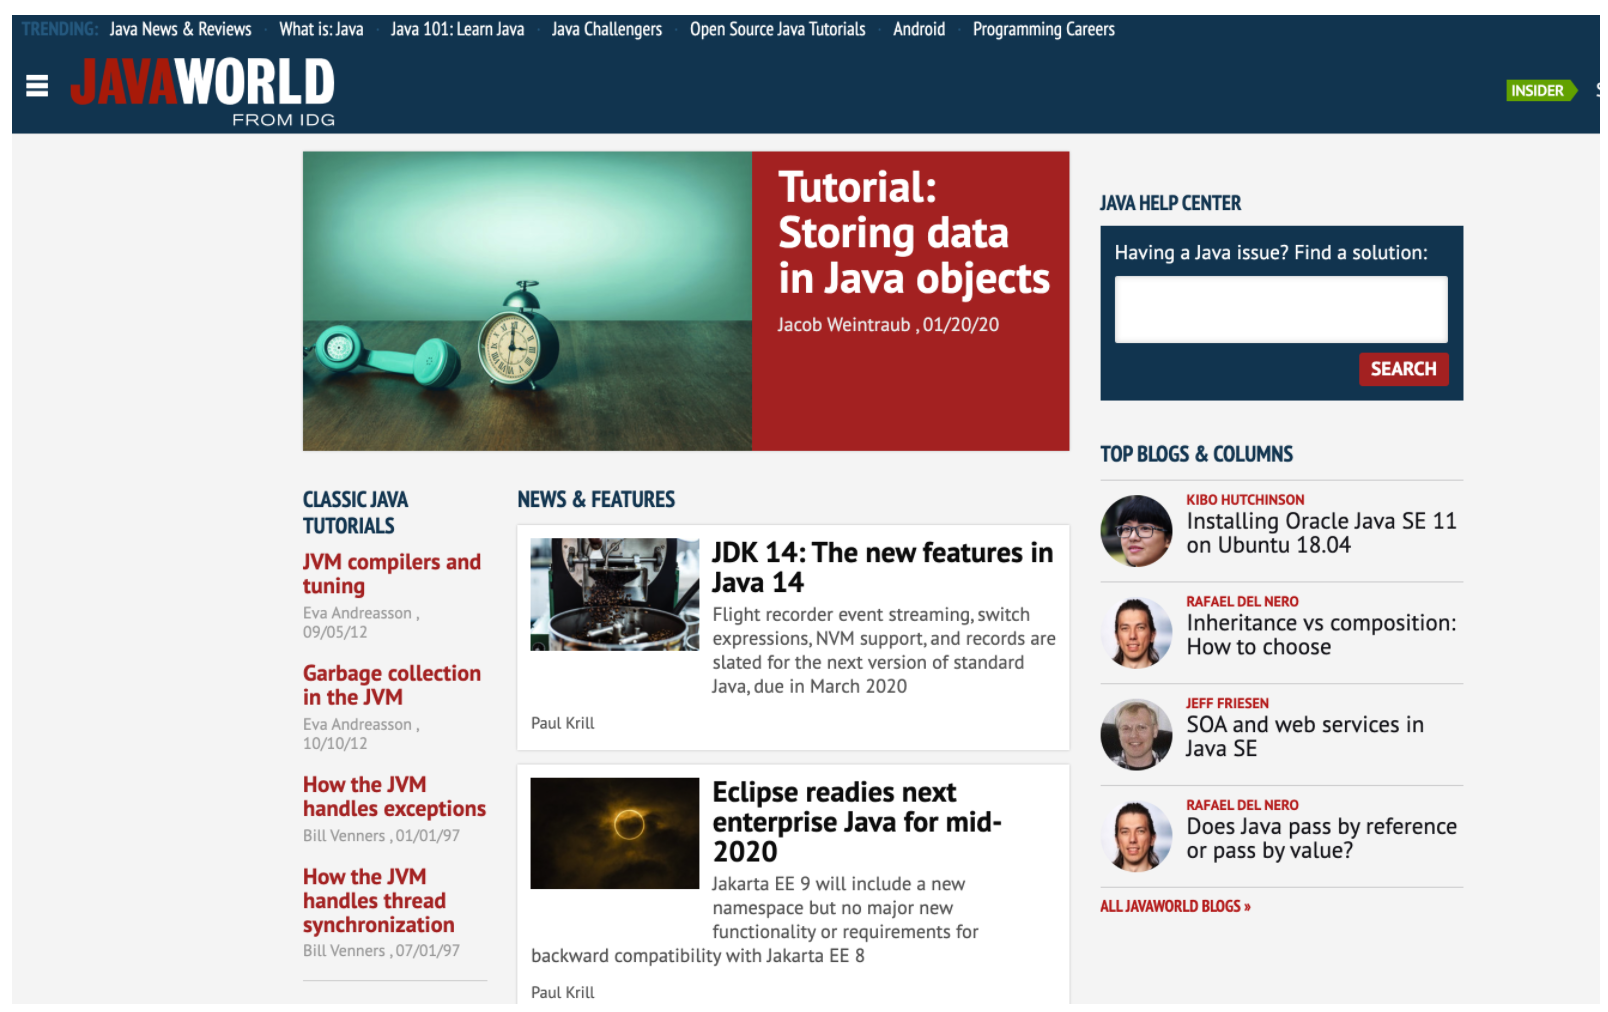 TRENDING: Java News & Reviews · What is: Java · Java 101: Learn Java · Java Challengers · Open Source Java Tutorials · Android · Programming Careers
JAVAWORLD
FROM IDG
INSIDER
Tutorial:
Storing data
in Java objects
Jacob Weintraub , 01/20/20
JAVA HELP CENTER
Having a Java issue? Find a solution:
SEARCH
CLASSIC JAVA
TUTORIALS
JVM compilers and
tuning
Eva Andreasson ,
09/05/12
Garbage collection
in the JVM
Eva Andreasson ,
10/10/12
How the JVM
handles exceptions
Bill Venners , 01/01/97
How the JVM
handles thread
synchronization
Bill Venners , 07/01/97
NEWS & FEATURES
JDK 14: The new features in
Java 14
Flight recorder event streaming, switch
expressions, NVM support, and records are
slated for the next version of standard
Java, due in March 2020
Paul Krill
Eclipse readies next
enterprise Java for mid-
2020
Jakarta EE 9 will include a new
namespace but no major new
functionality or requirements for
backward compatibility with Jakarta EE 8
Paul Krill
TOP BLOGS & COLUMNS
KIBO HUTCHINSON
Installing Oracle Java SE 11
on Ubuntu 18.04
RAFAEL DEL NERO
Inheritance vs composition:
How to choose
JEFF FRIESEN
SOA and web services in
Java SE
RAFAEL DEL NERO
Does Java pass by reference
or pass by value?
ALL JAVAWORLD BLOGS »